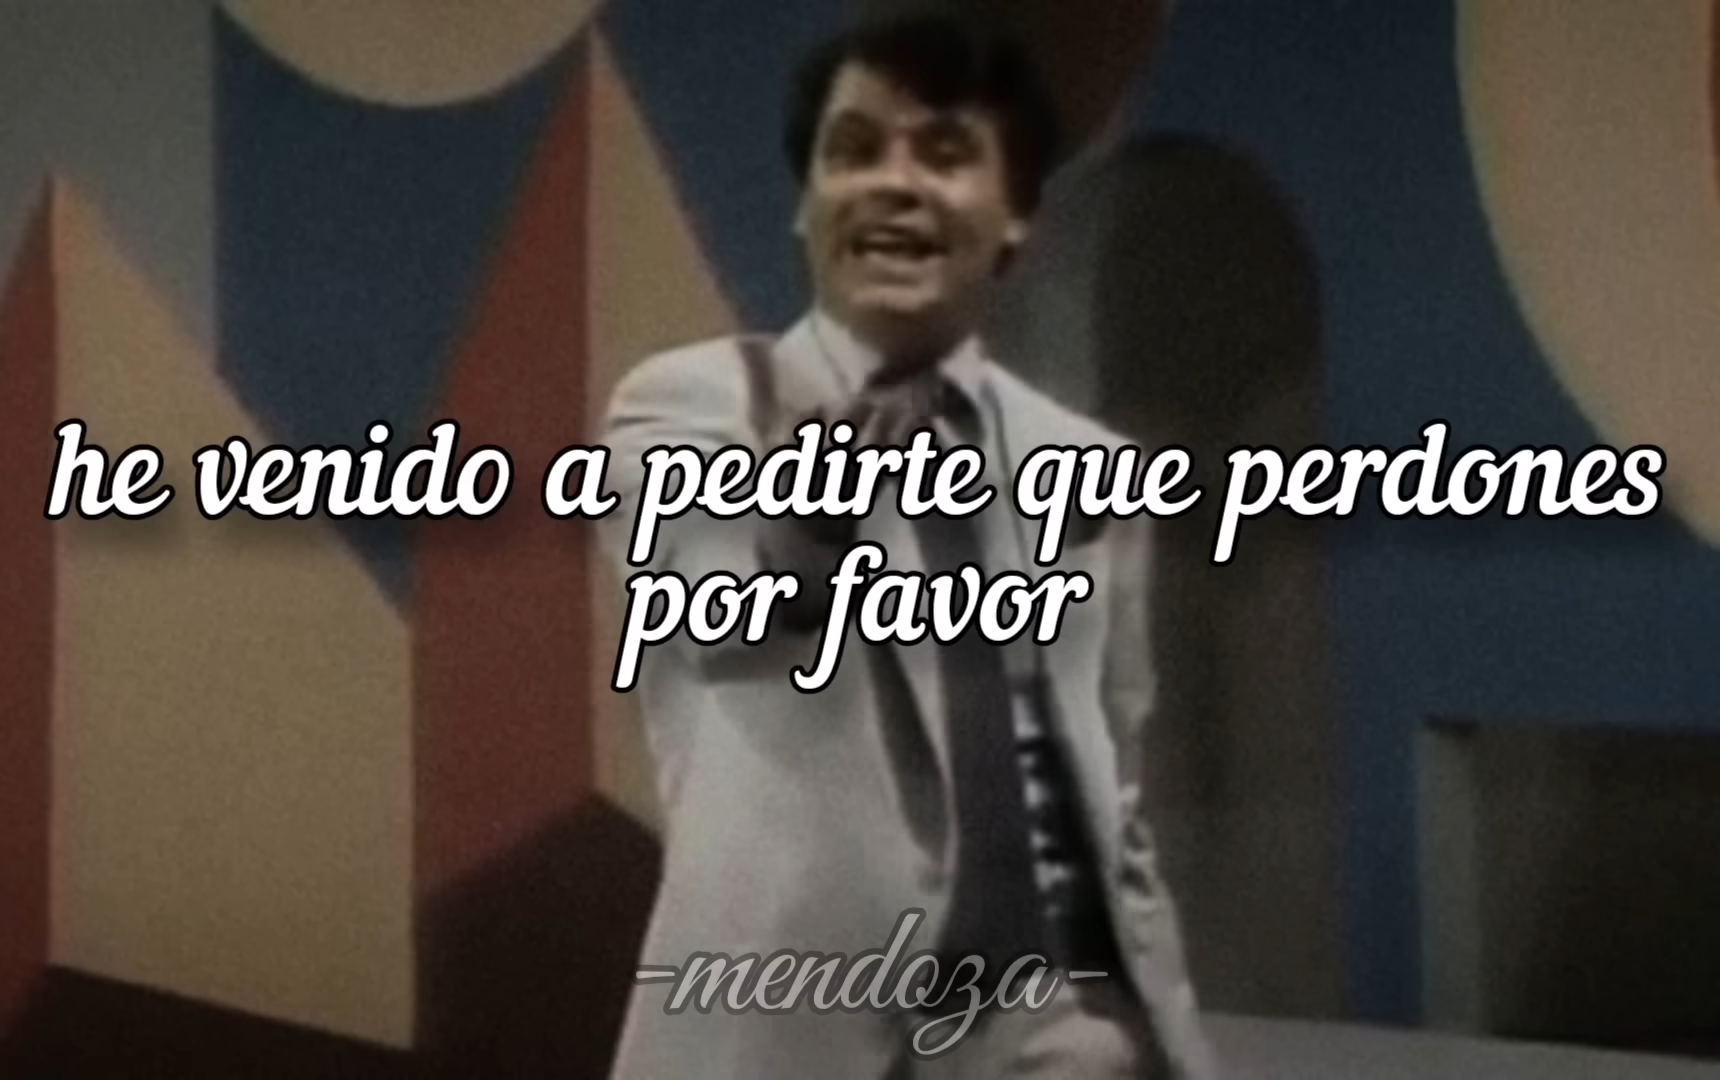 he venido a pedirte que perdones
por favor
-mendoza-